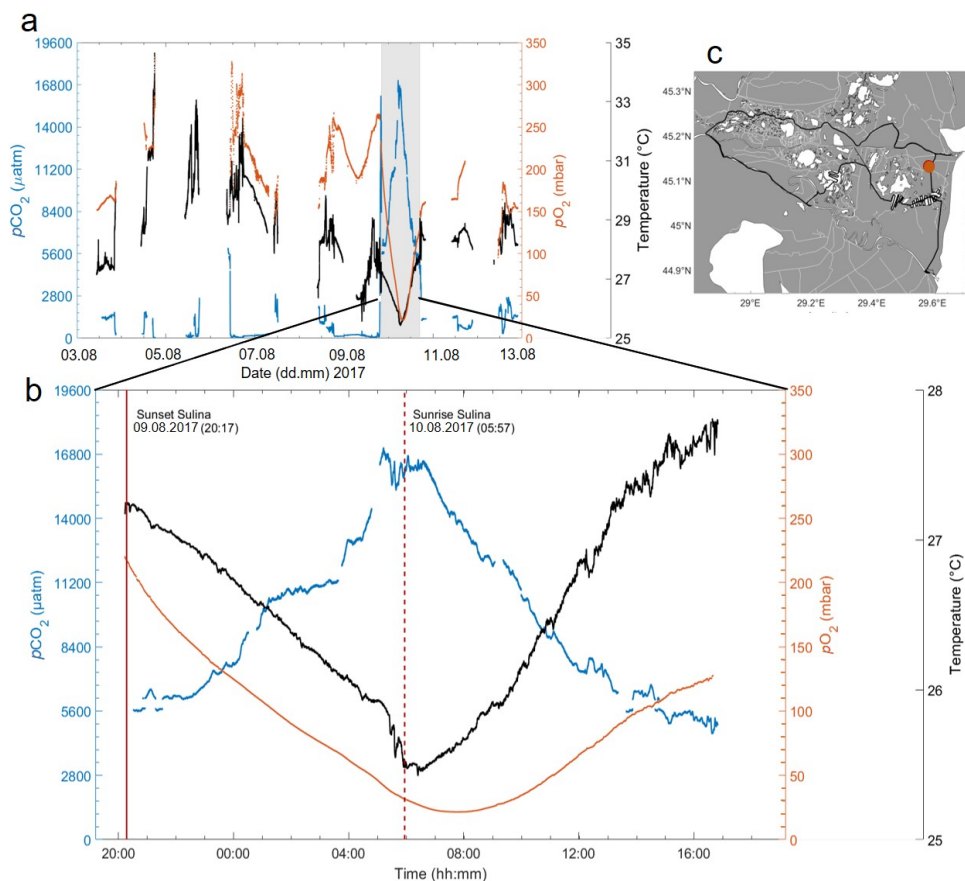 a
19600
16800
14000
11200
8400
5600
2800
0
pCO2 (µatm)
350
300
250
200
150
100
50
0
pO2 (mbar)
35
33
31
29
27
25
Temperature (°C)
03.08 05.08 07.08 09.08 11.08 13.08
Date (dd.mm) 2017
c
45.3°N
45.2°N
45.1°N
45°N
44.9°N
29°E 29.2°E 29.4°E 29.6°E
b
19600
16800
14000
11200
8400
5600
2800
0
pCO2 (µatm)
Sunset Sulina
09.08.2017 (20:17)
Sunrise Sulina
10.08.2017 (05:57)
350
300
250
200
150
100
50
0
pO2 (mbar)
28
27
26
25
Temperature (°C)
20:00 00:00 04:00 08:00 12:00 16:00
Time (hh:mm)